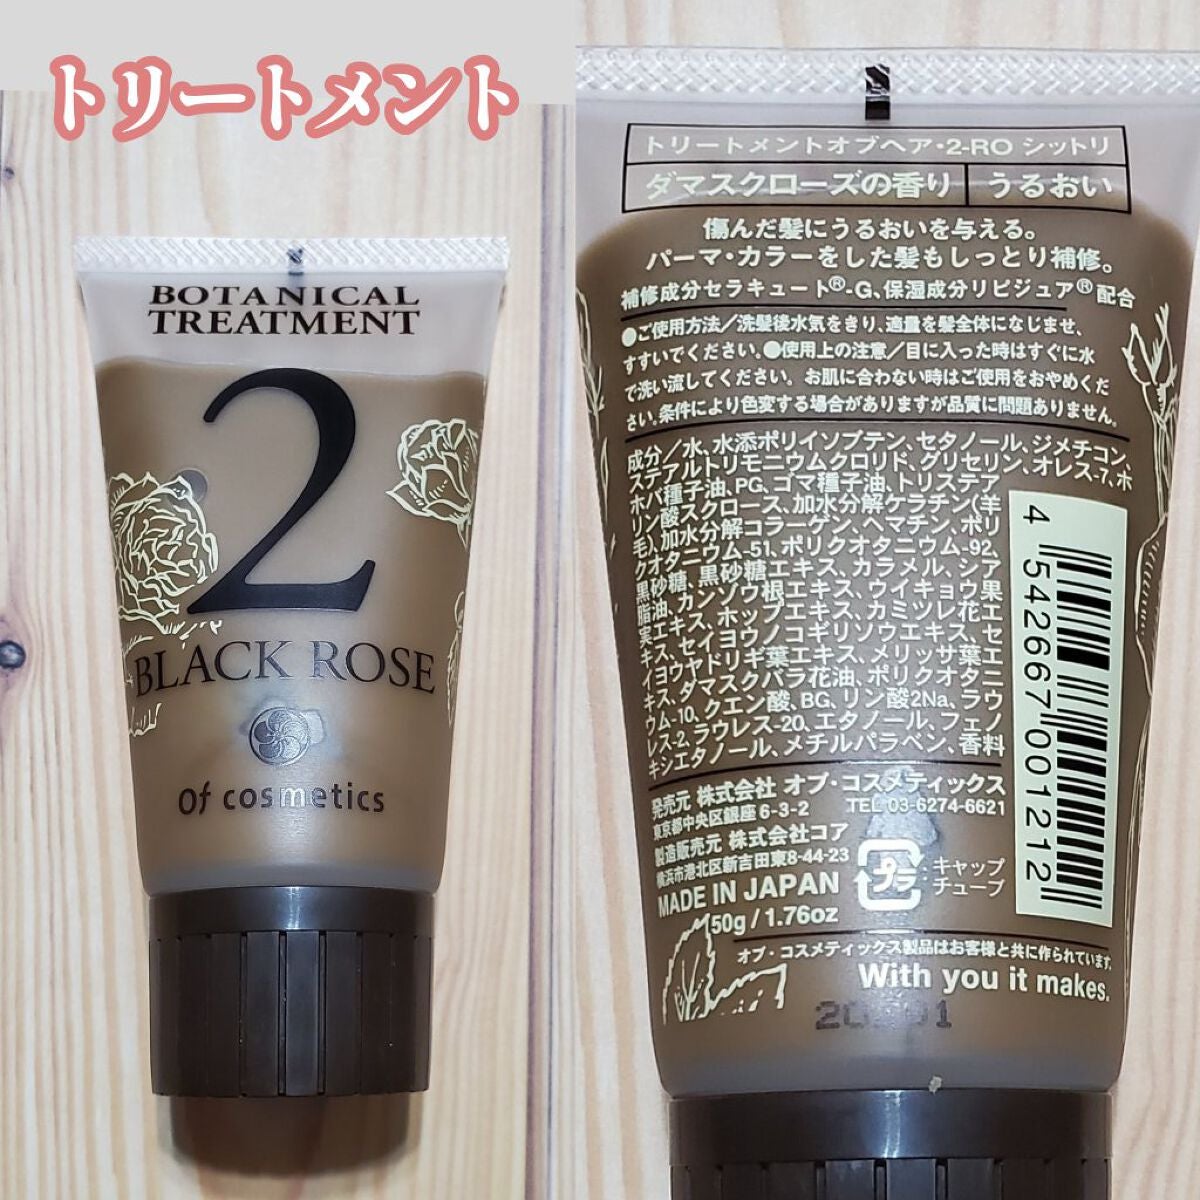 トリートメント
BOTANICAL
TREATMENT
2
BLACK ROSE
Of cosmetics
トリートメントオブヘア・2-RO シットリ
ダマスクローズの香り うるおい
傷んだ髪にうるおいを与える。
パーマ・カラーをした髪もしっとり補修。
補修成分セラキュート®-G、保湿成分リピジュア®配合
●ご使用方法/洗髪後水気をきり、適量を髪全体になじませ、
すすいでください。●使用上の注意/目に入った時はすぐに水
で洗い流してください。お肌に合わない時はご使用をおやめくだ
さい。条件により色変する場合がありますが品質に問題ありません。
成分/水、水添ポリイソブテン、セタノール、ジメチコン、
ステアルトリモニウムクロリド、グリセリン、オレス-7、ホ
ホバ種子油、PG、ゴマ種子油、トリステア
リン酸スクロース、加水分解ケラチン(羊
毛)、加水分解コラーゲン、ヘマチン、ポリ
クオタニウム-51、ポリクオタニウム-92、
黒砂糖、黒砂糖エキス、カラメル、シア
脂油、カンゾウ根エキス、ウイキョウ果
実エキス、ホップエキス、カミツレ花エ
キス、セイヨウノコギリソウエキス、セ
イヨウヤドリギ葉エキス、メリッサ葉エ
キス、ダマスクバラ花油、ポリクオタニ
ウム-10、クエン酸、BG、リン酸2Na、ラウ
レス-2、ラウレス-20、エタノール、フェノ
キシエタノール、メチルパラベン、香料
発売元 株式会社 オブ・コスメティックス
東京都中央区銀座6-3-2 TEL 03-6274-6621
製造販売元 株式会社コア
横浜市港北区新吉田東8-44-23
MADE IN JAPAN
50g / 1.76oz
プラ
キャップ
チューブ
4 542667 001212
オブ・コスメティックス製品はお客様と共に作られています。
With you it makes.